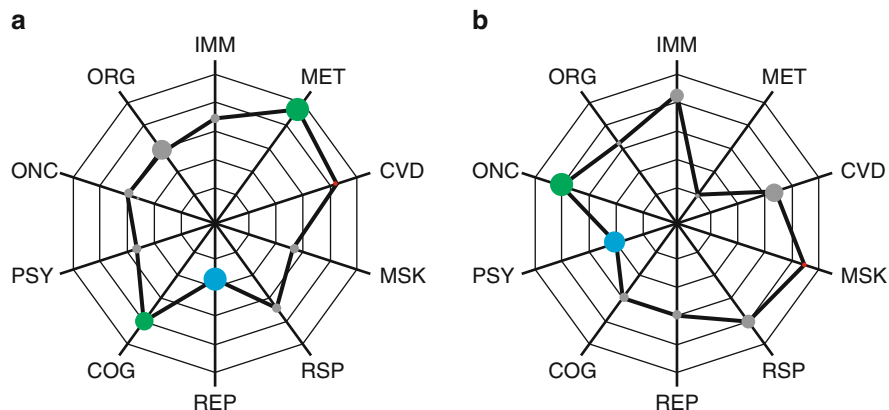 a
IMM
MET
CVD
MSK
RSP
REP
COG
PSY
ONC
ORG
b
IMM
MET
CVD
MSK
RSP
REP
COG
PSY
ONC
ORG